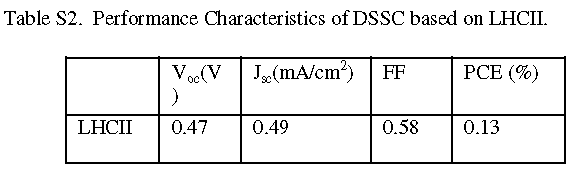 Table S2. Performance Characteristics of DSSC based on LHCII.
Voc(V) Jsc(mA/cm²) FF PCE (%)
LHCII 0.47 0.49 0.58 0.13